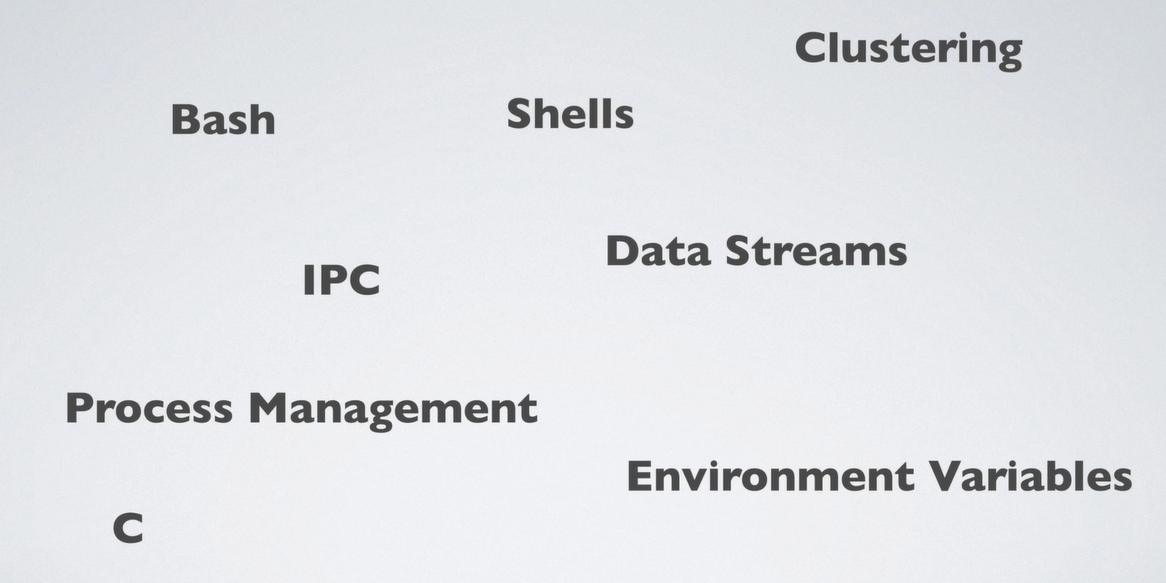 Clustering
Bash
Shells
Data Streams
IPC
Process Management
Environment Variables
C